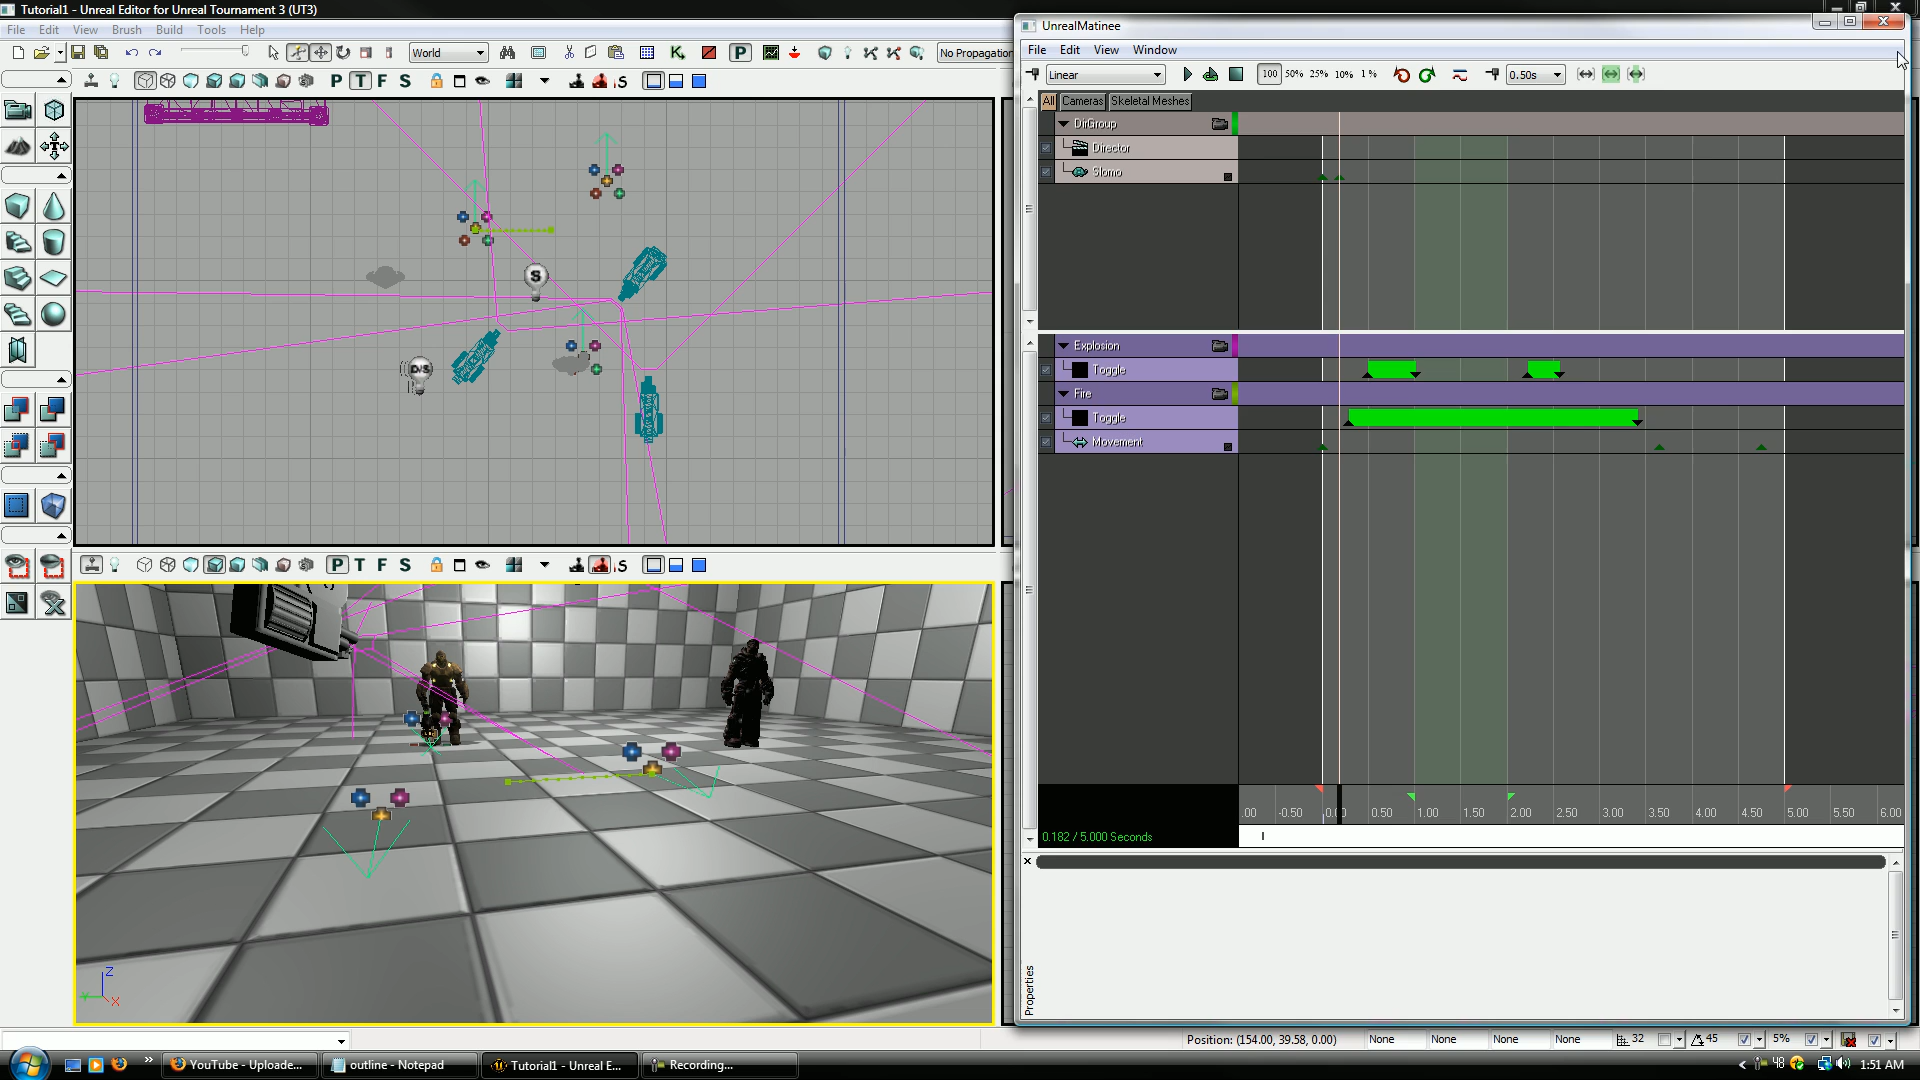 Tutorial1 - Unreal Editor for Unreal Tournament 3 (UT3)
File Edit View Brush Build Tools Help
World
No Propagation
P T F S
S
D/S
P T F S
Z
Y
X
UnrealMatinee
File Edit View Window
Linear
100 50% 25% 10% 1 %
0.50s
All Cameras Skeletal Meshes
DirGroup
Director
Slomo
Explosion
Toggle
Fire
Toggle
Movement
.00 -0.50 0.0 0.50 1.00 1.50 2.00 2.50 3.00 3.50 4.00 4.50 5.00 5.50 6.00
0.182 / 5.000 Seconds
Properties
Position: (154.00, 39.58, 0.00) None None None None 32 45 5%
YouTube - Uploade... outline - Notepad Tutorial1 - Unreal E... Recording...
48
1:51 AM